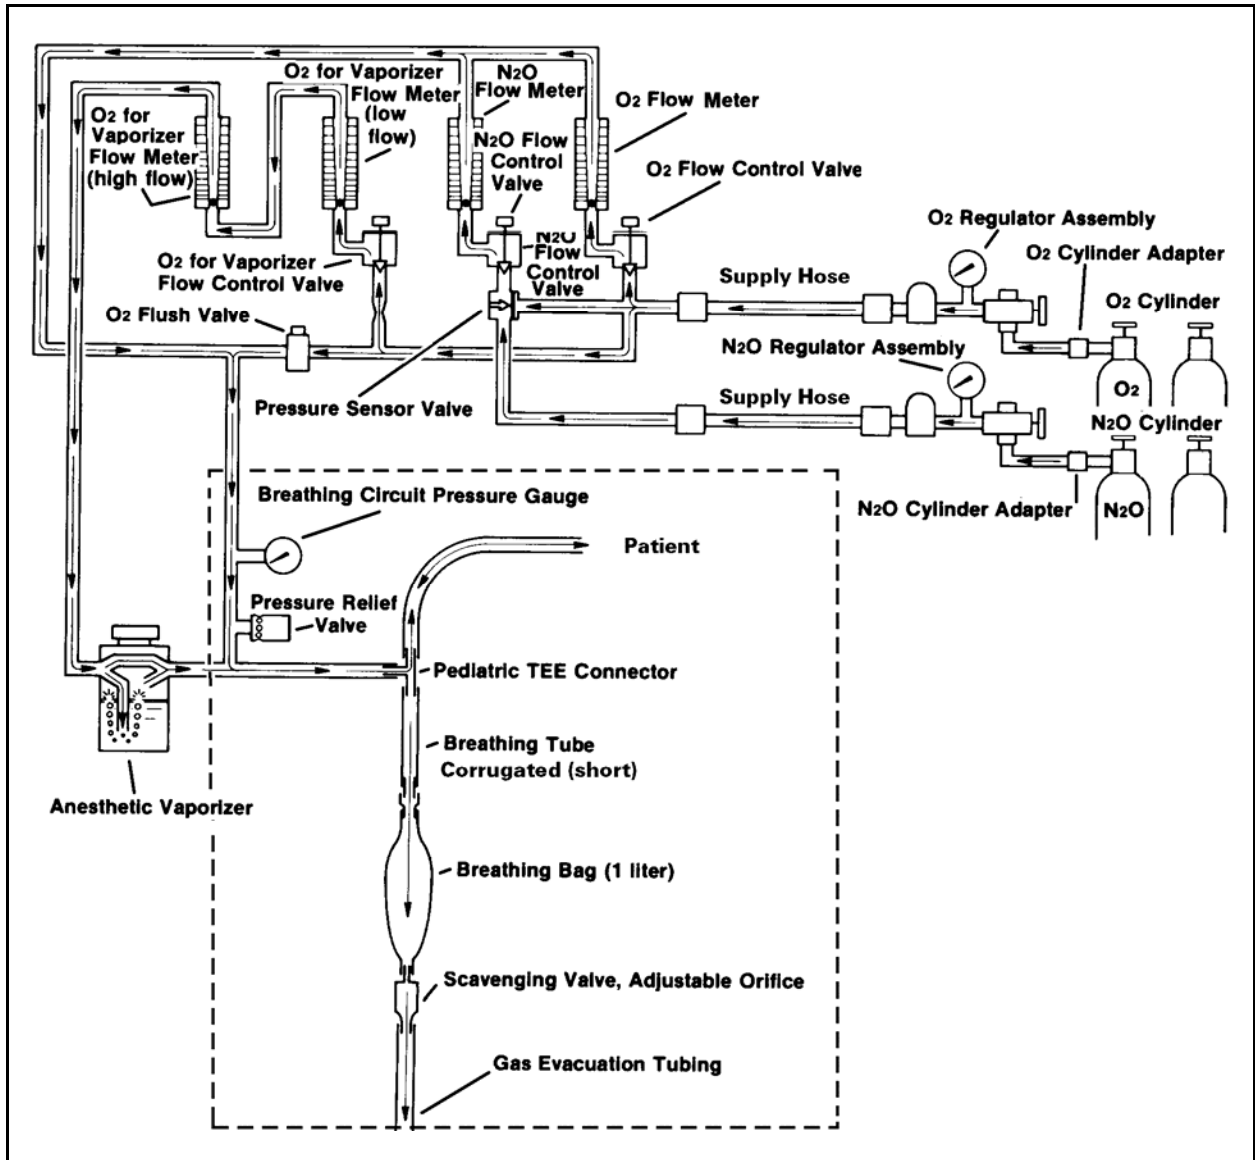 O2 for Vaporizer
Flow Meter
(low
flow)
N2O
Flow Meter
O2 Flow Meter
O2 for
Vaporizer
Flow Meter
(high flow)
N2O Flow
Control
Valve
O2 Flow Control Valve
O2 Regulator Assembly
N2O
Flow
Control
Valve
O2 for Vaporizer
Flow Control Valve
O2 Cylinder Adapter
Supply Hose
O2 Cylinder
O2 Flush Valve
N2O Regulator Assembly
O2
Pressure Sensor Valve
Supply Hose
N2O Cylinder
Breathing Circuit Pressure Gauge
N2O Cylinder Adapter
N2O
Patient
Pressure Relief
Valve
Pediatric TEE Connector
Breathing Tube
Corrugated (short)
Anesthetic Vaporizer
Breathing Bag (1 liter)
Scavenging Valve, Adjustable Orifice
Gas Evacuation Tubing